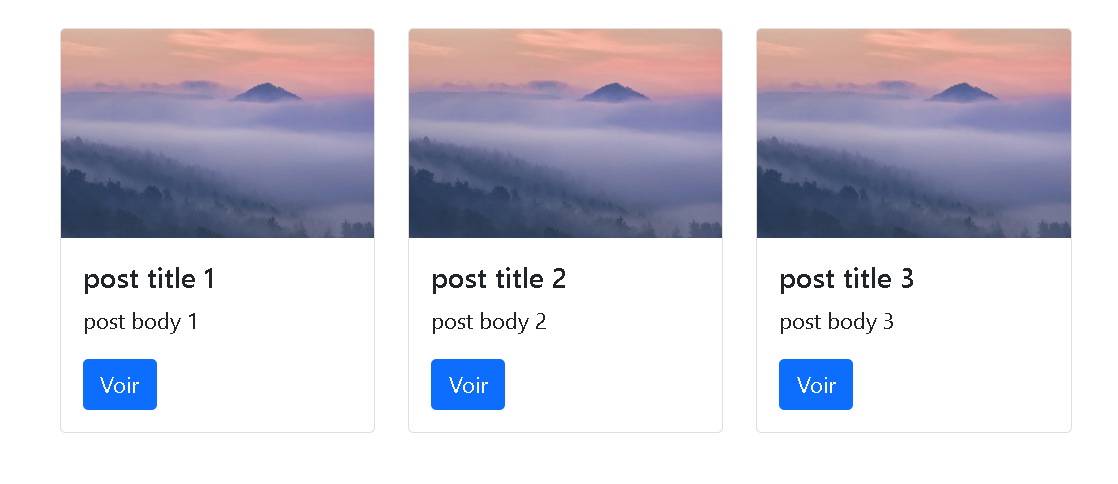 post title 1
post body 1
Voir
post title 2
post body 2
Voir
post title 3
post body 3
Voir